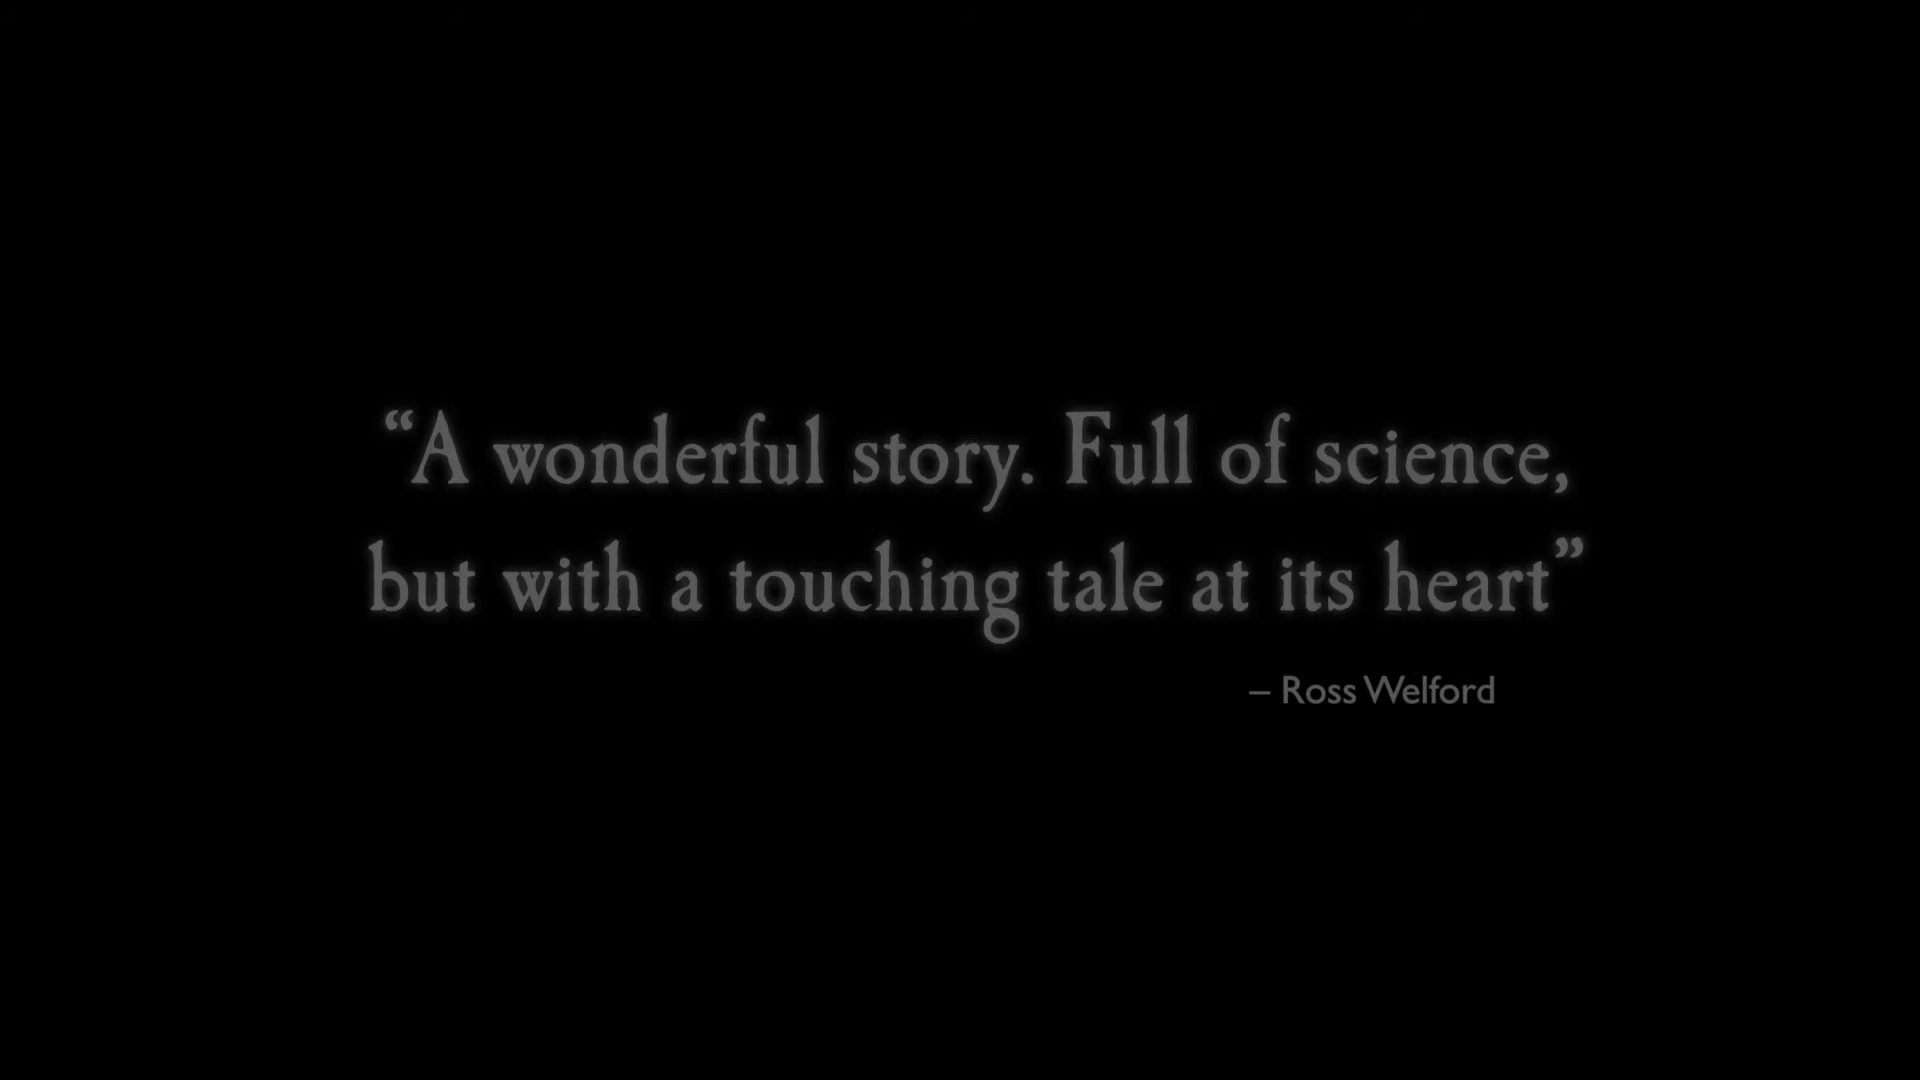 “A wonderful story. Full of science,
but with a touching tale at its heart”
– Ross Welford